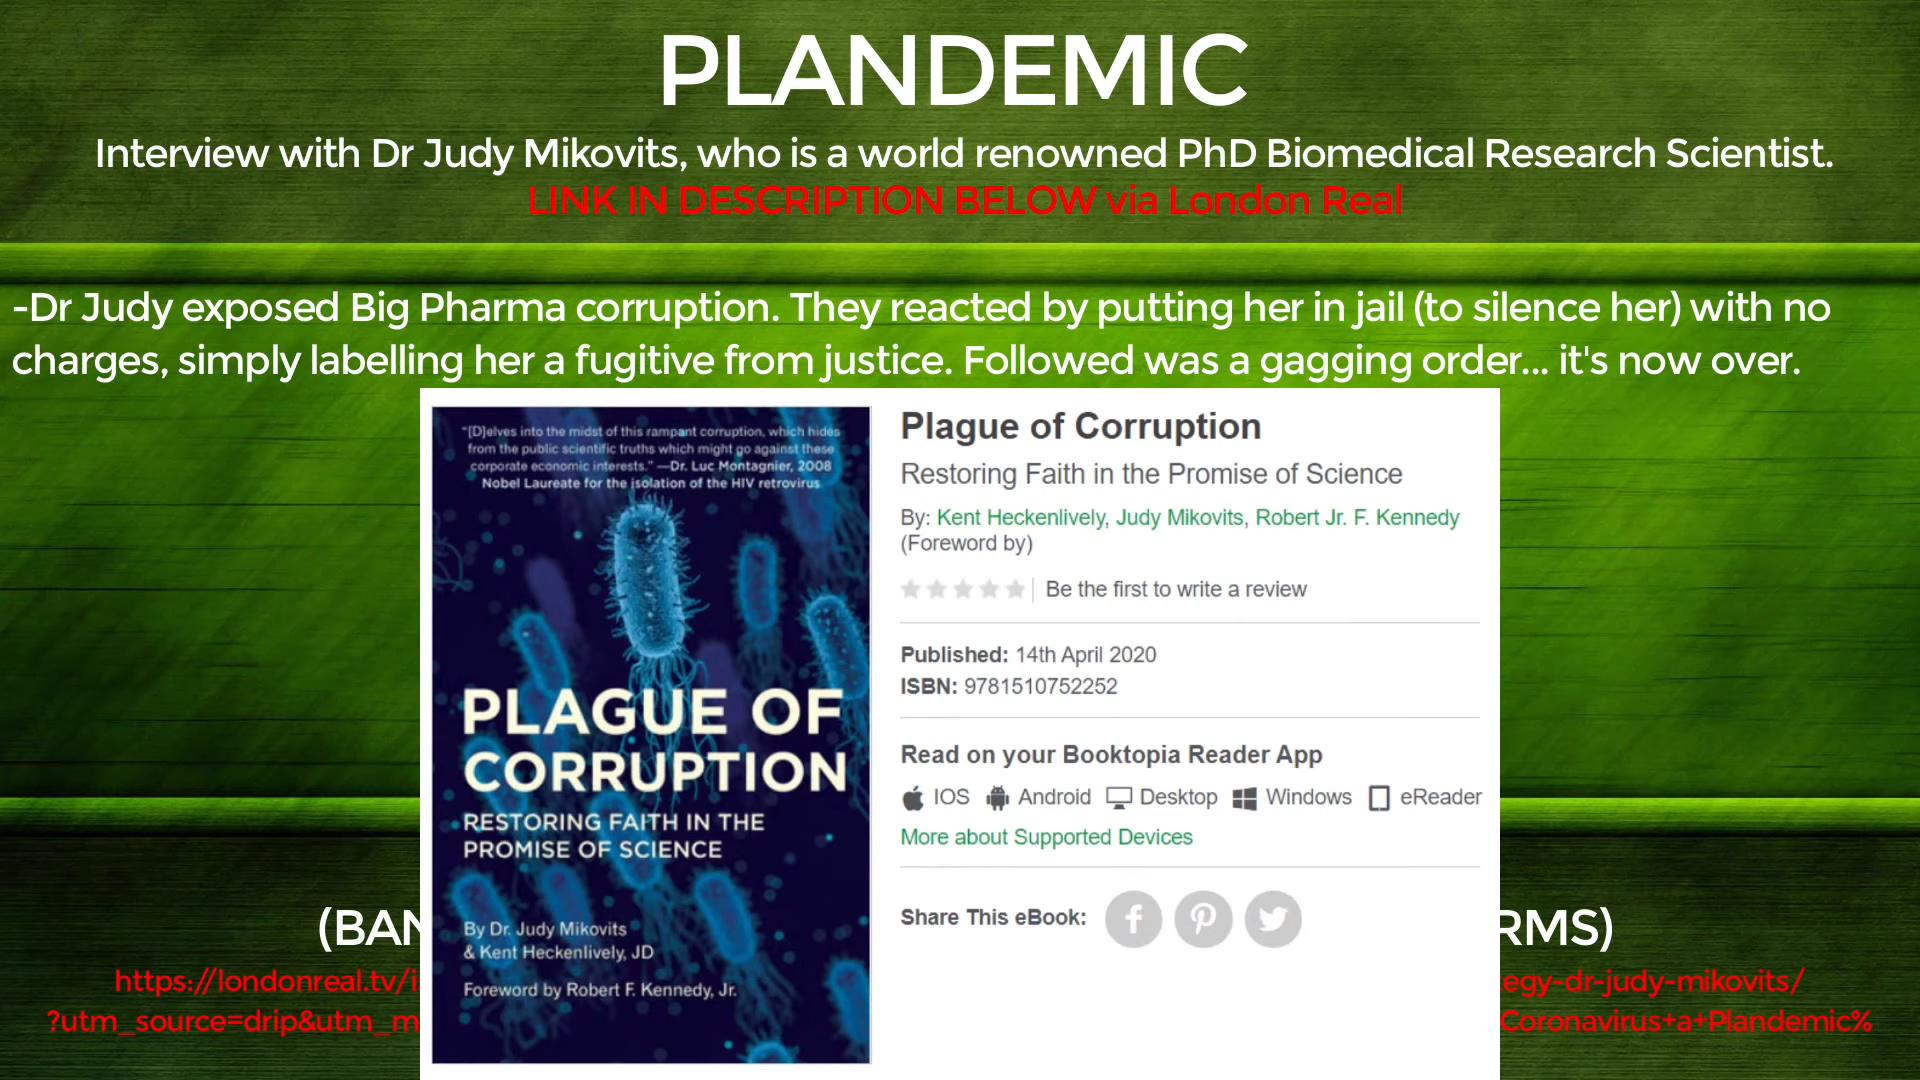 PLANDEMIC
Interview with Dr Judy Mikovits, who is a world renowned PhD Biomedical Research Scientist.
LINK IN DESCRIPTION BELOW via London Real
-Dr Judy exposed Big Pharma corruption. They reacted by putting her in jail (to silence her) with no
charges, simply labelling her a fugitive from justice. Followed was a gagging order... it's now over.
"[D]elves into the midst of this rampant corruption, which hides
from the public scientific truths which might go against these
corporate economic interests." —Dr. Luc Montagnier, 2008
Nobel Laureate for the isolation of the HIV retrovirus
PLAGUE OF
CORRUPTION
RESTORING FAITH IN THE
PROMISE OF SCIENCE
By Dr. Judy Mikovits
& Kent Heckenlively, JD
Foreword by Robert F. Kennedy, Jr.
Plague of Corruption
Restoring Faith in the Promise of Science
By: Kent Heckenlively, Judy Mikovits, Robert Jr. F. Kennedy
(Foreword by)
Be the first to write a review
Published: 14th April 2020
ISBN: 9781510752252
Read on your Booktopia Reader App
IOS Android Desktop Windows eReader
More about Supported Devices
Share This eBook:
(BAN RMS)
https://londonreal.tv/i egy-dr-judy-mikovits/
?utm_source=drip&utm_m Coronavirus+a+Plandemic%